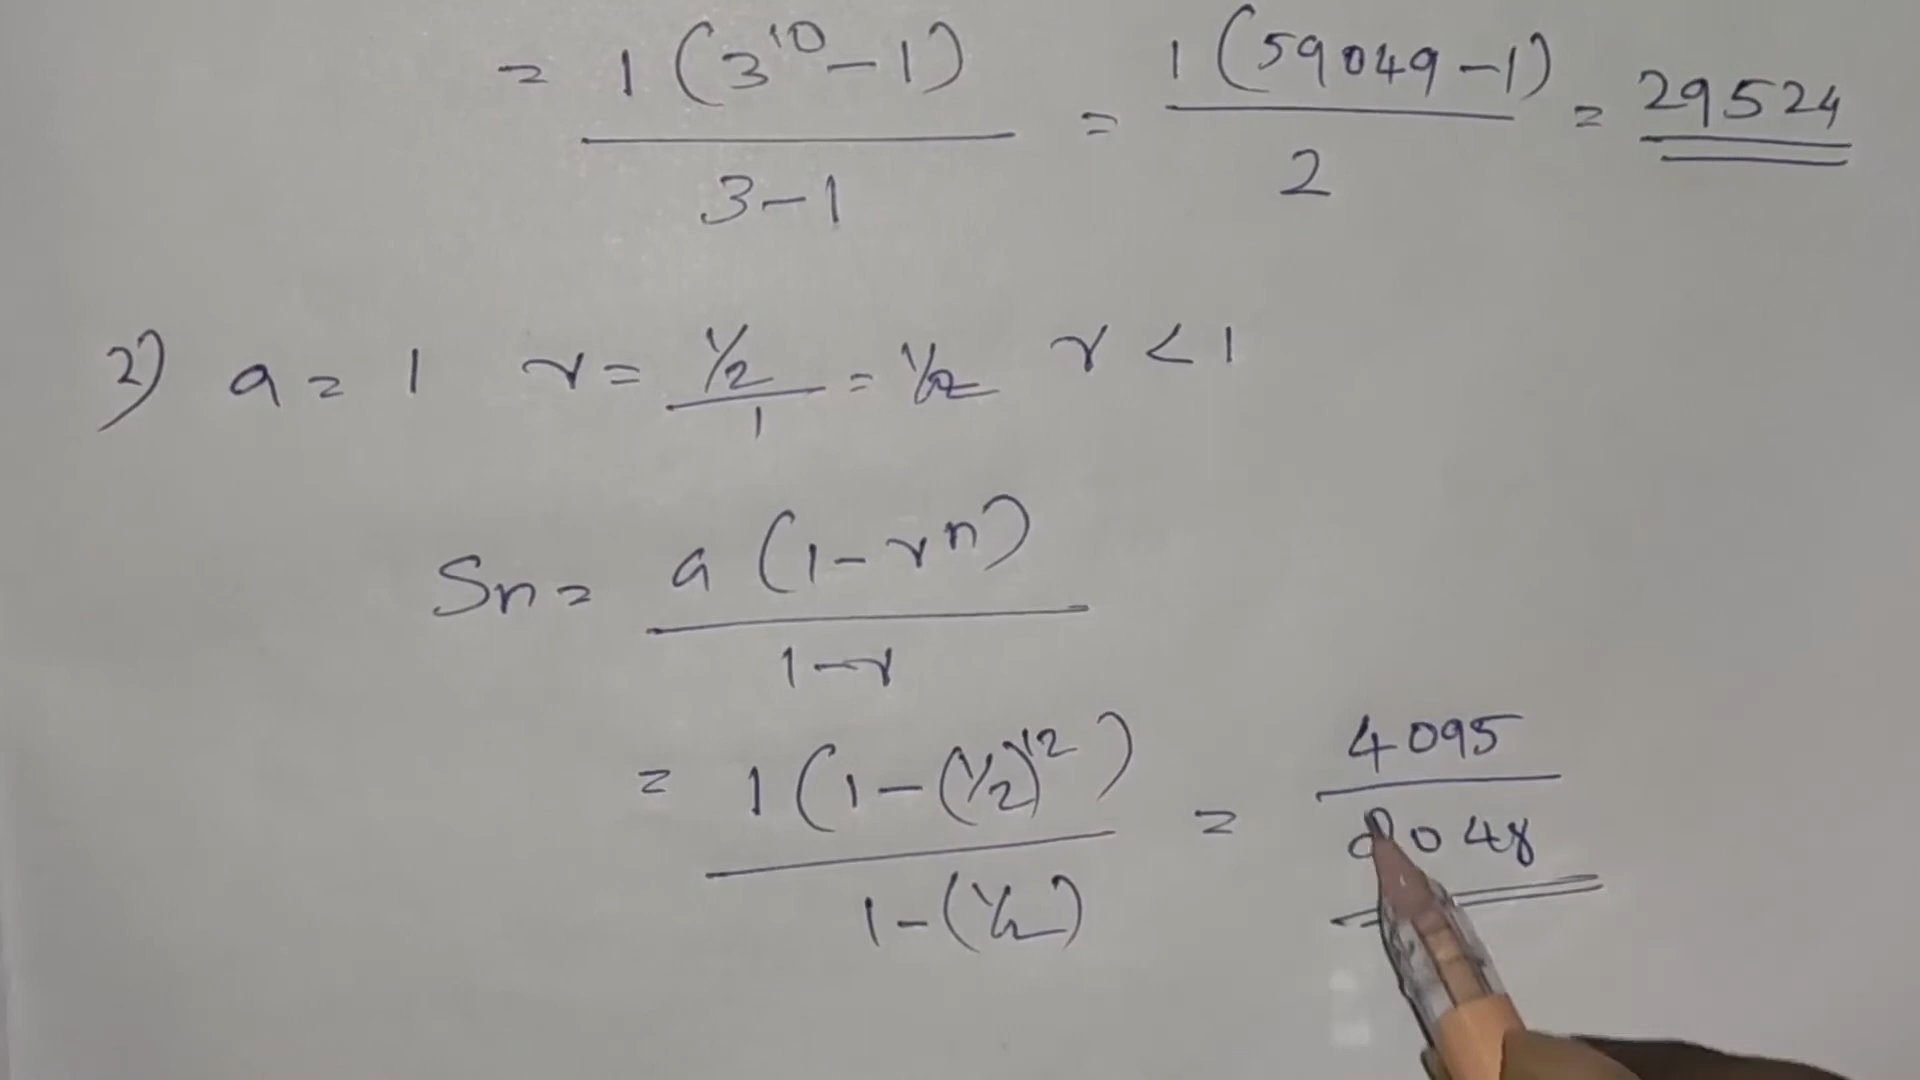 = 1(3^10 - 1) / 3-1 = 1(59049-1) / 2 = 29524
2) a = 1 r = 1/2 / 1 = 1/2 r < 1
Sn = a(1-r^n) / 1-r
= 1(1-(1/2)^12) / 1-(1/2) = 4095 / 2048